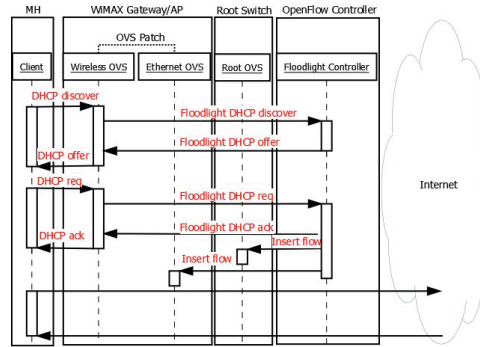 MH
WiMAX Gateway/AP
Root Switch
OpenFlow Controller
OVS Patch
Client
Wireless OVS
Ethernet OVS
Root OVS
Floodlight Controller
DHCP discover
Floodlight DHCP discover
Floodlight DHCP offer
DHCP offer
DHCP req
Floodlight DHCP req
Floodlight DHCP ack
DHCP ack
Insert flow
Insert flow
Internet